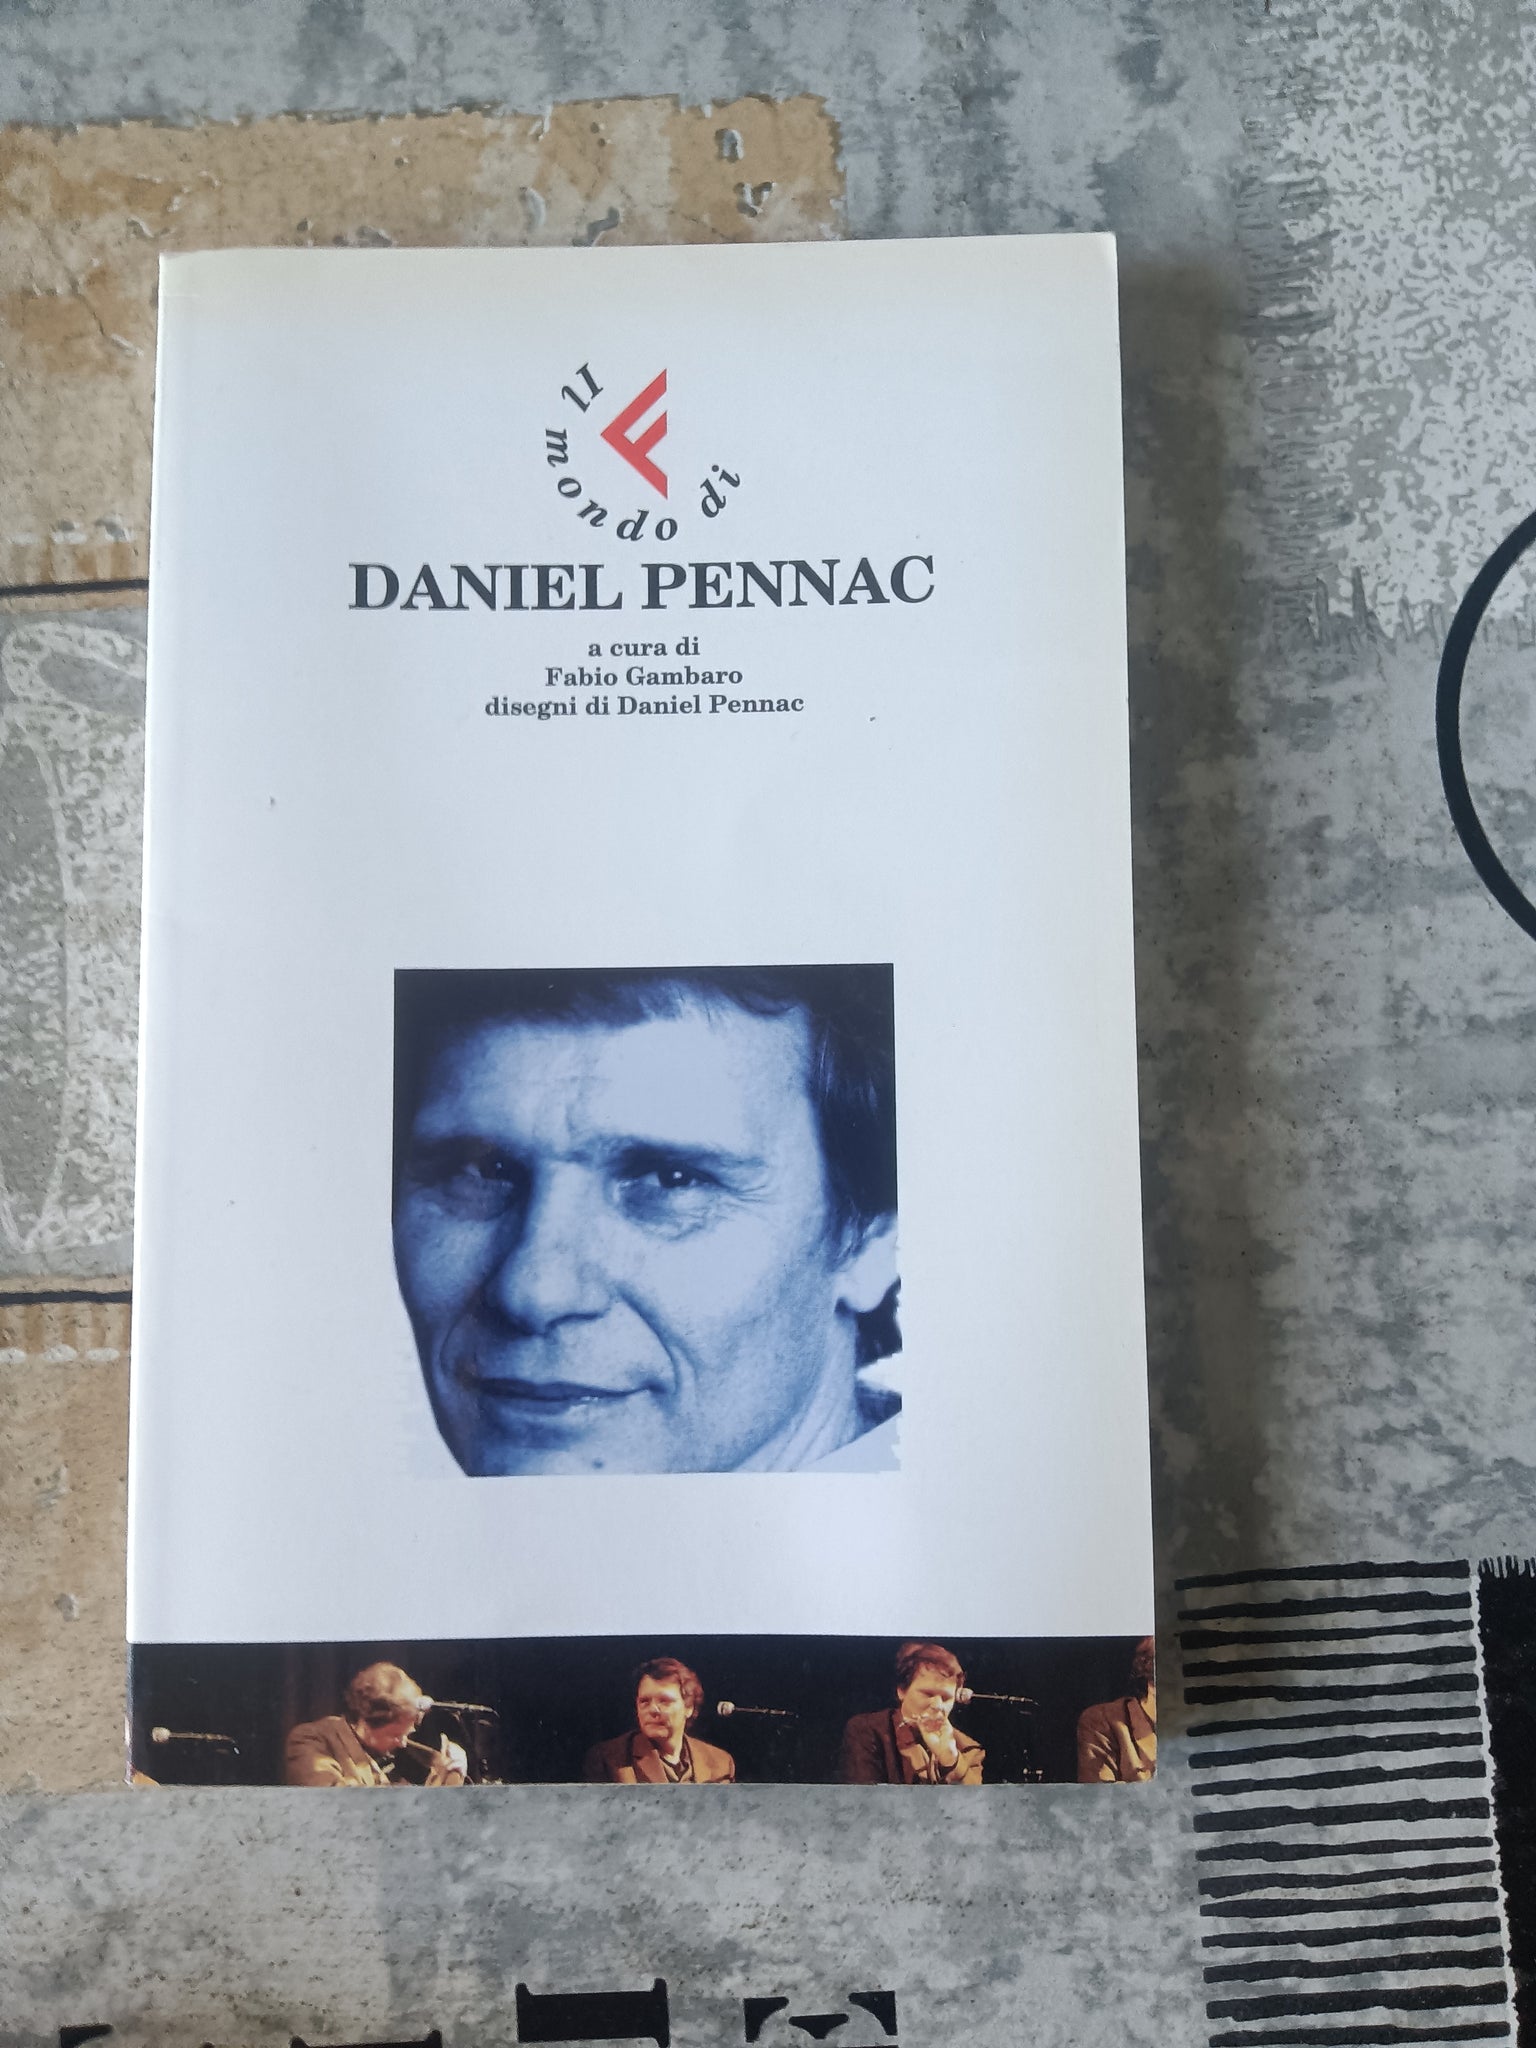 Il mondo di
F
DANIEL PENNAC
a cura di
Fabio Gambaro
disegni di Daniel Pennac